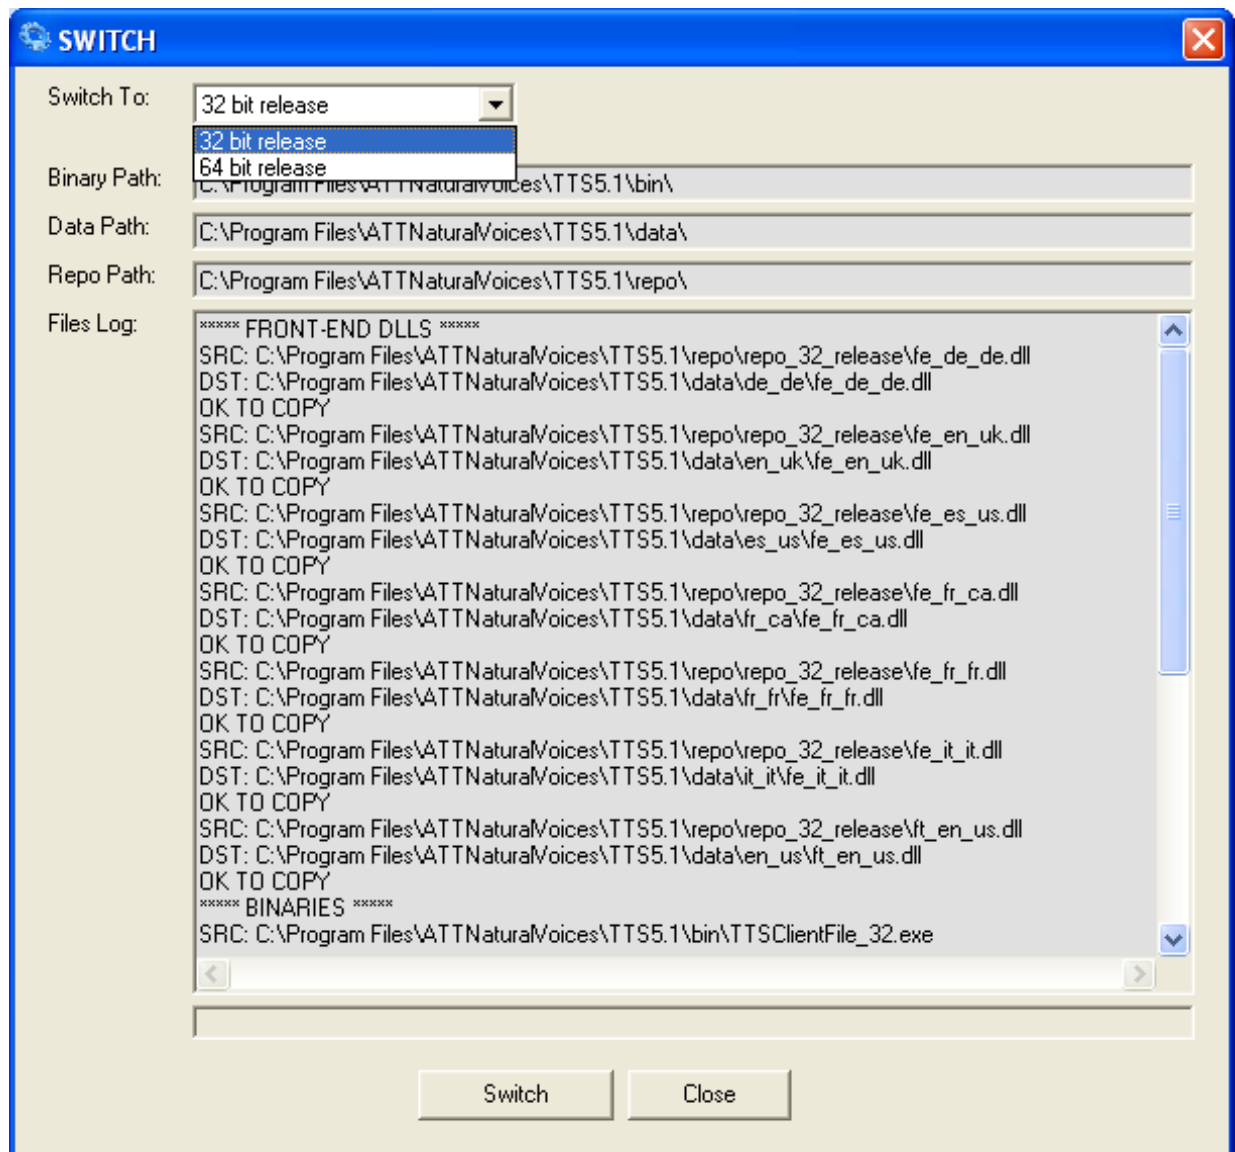 SWITCH
Switch To:
32 bit release
32 bit release
64 bit release
Binary Path:
C:\Program Files\ATTNaturalVoices\TTS5.1\bin\
Data Path:
C:\Program Files\ATTNaturalVoices\TTS5.1\data\
Repo Path:
C:\Program Files\ATTNaturalVoices\TTS5.1\repo\
Files Log:
***** FRONT-END DLLS *****
SRC: C:\Program Files\ATTNaturalVoices\TTS5.1\repo\repo_32_release\fe_de_de.dll
DST: C:\Program Files\ATTNaturalVoices\TTS5.1\data\de_de\fe_de_de.dll
OK TO COPY
SRC: C:\Program Files\ATTNaturalVoices\TTS5.1\repo\repo_32_release\fe_en_uk.dll
DST: C:\Program Files\ATTNaturalVoices\TTS5.1\data\en_uk\fe_en_uk.dll
OK TO COPY
SRC: C:\Program Files\ATTNaturalVoices\TTS5.1\repo\repo_32_release\fe_es_us.dll
DST: C:\Program Files\ATTNaturalVoices\TTS5.1\data\es_us\fe_es_us.dll
OK TO COPY
SRC: C:\Program Files\ATTNaturalVoices\TTS5.1\repo\repo_32_release\fe_fr_ca.dll
DST: C:\Program Files\ATTNaturalVoices\TTS5.1\data\fr_ca\fe_fr_ca.dll
OK TO COPY
SRC: C:\Program Files\ATTNaturalVoices\TTS5.1\repo\repo_32_release\fe_fr_fr.dll
DST: C:\Program Files\ATTNaturalVoices\TTS5.1\data\fr_fr\fe_fr_fr.dll
OK TO COPY
SRC: C:\Program Files\ATTNaturalVoices\TTS5.1\repo\repo_32_release\fe_it_it.dll
DST: C:\Program Files\ATTNaturalVoices\TTS5.1\data\it_it\fe_it_it.dll
OK TO COPY
SRC: C:\Program Files\ATTNaturalVoices\TTS5.1\repo\repo_32_release\ft_en_us.dll
DST: C:\Program Files\ATTNaturalVoices\TTS5.1\data\en_us\ft_en_us.dll
OK TO COPY
***** BINARIES *****
SRC: C:\Program Files\ATTNaturalVoices\TTS5.1\bin\TTSClientFile_32.exe
Switch
Close